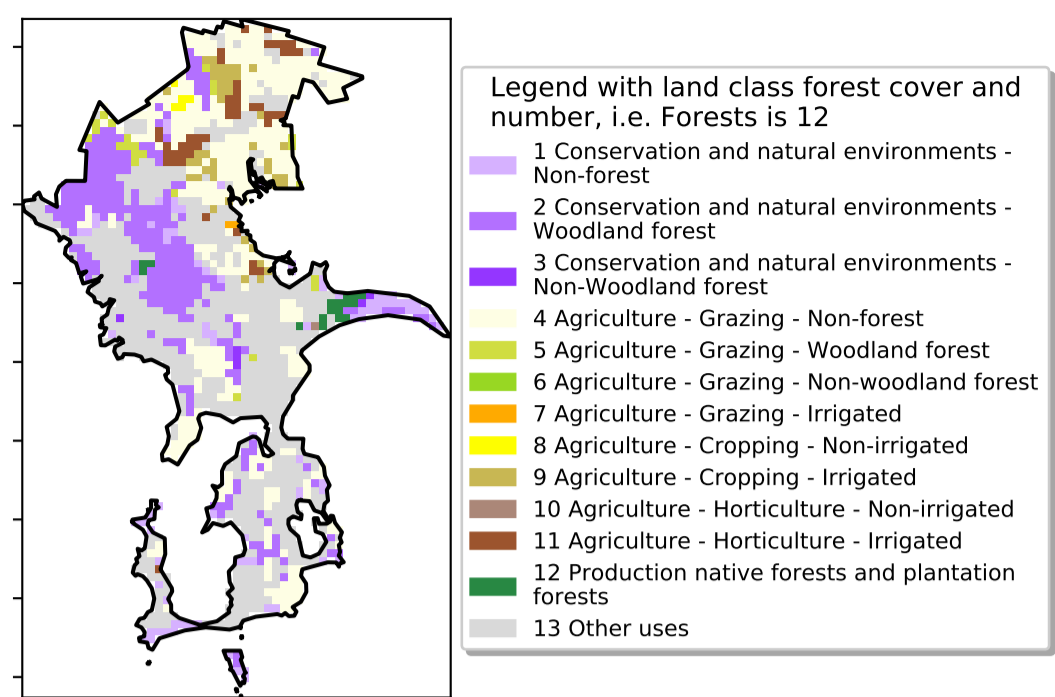 Legend with land class forest cover and
number, i.e. Forests is 12
1 Conservation and natural environments -
Non-forest
2 Conservation and natural environments -
Woodland forest
3 Conservation and natural environments -
Non-Woodland forest
4 Agriculture - Grazing - Non-forest
5 Agriculture - Grazing - Woodland forest
6 Agriculture - Grazing - Non-woodland forest
7 Agriculture - Grazing - Irrigated
8 Agriculture - Cropping - Non-irrigated
9 Agriculture - Cropping - Irrigated
10 Agriculture - Horticulture - Non-irrigated
11 Agriculture - Horticulture - Irrigated
12 Production native forests and plantation
forests
13 Other uses